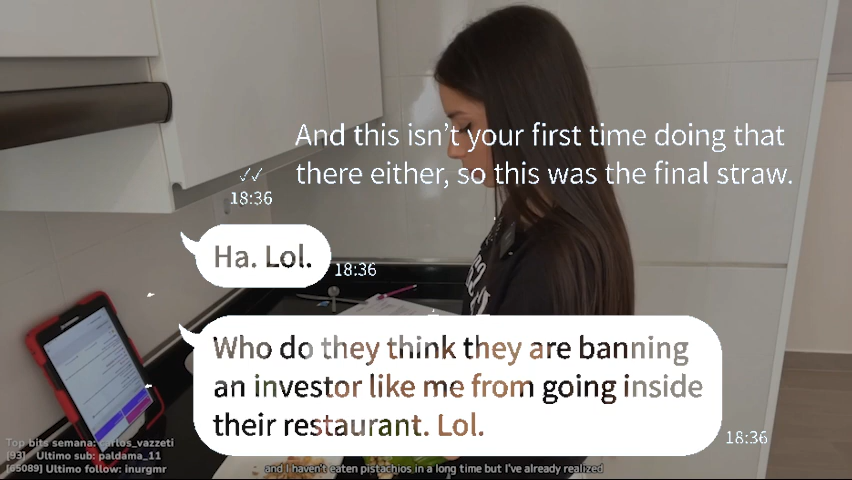 And this isn't your first time doing that
there either, so this was the final straw.
18:36
Ha. Lol.
18:36
Who do they think they are banning
an investor like me from going inside
their restaurant. Lol.
18:36
Top bits semana: carlos_vazzeti
[93] Ultimo sub: paldama_11
[65089] Ultimo follow: inurgmr
and I haven't eaten pistachios in a long time but I've already realized